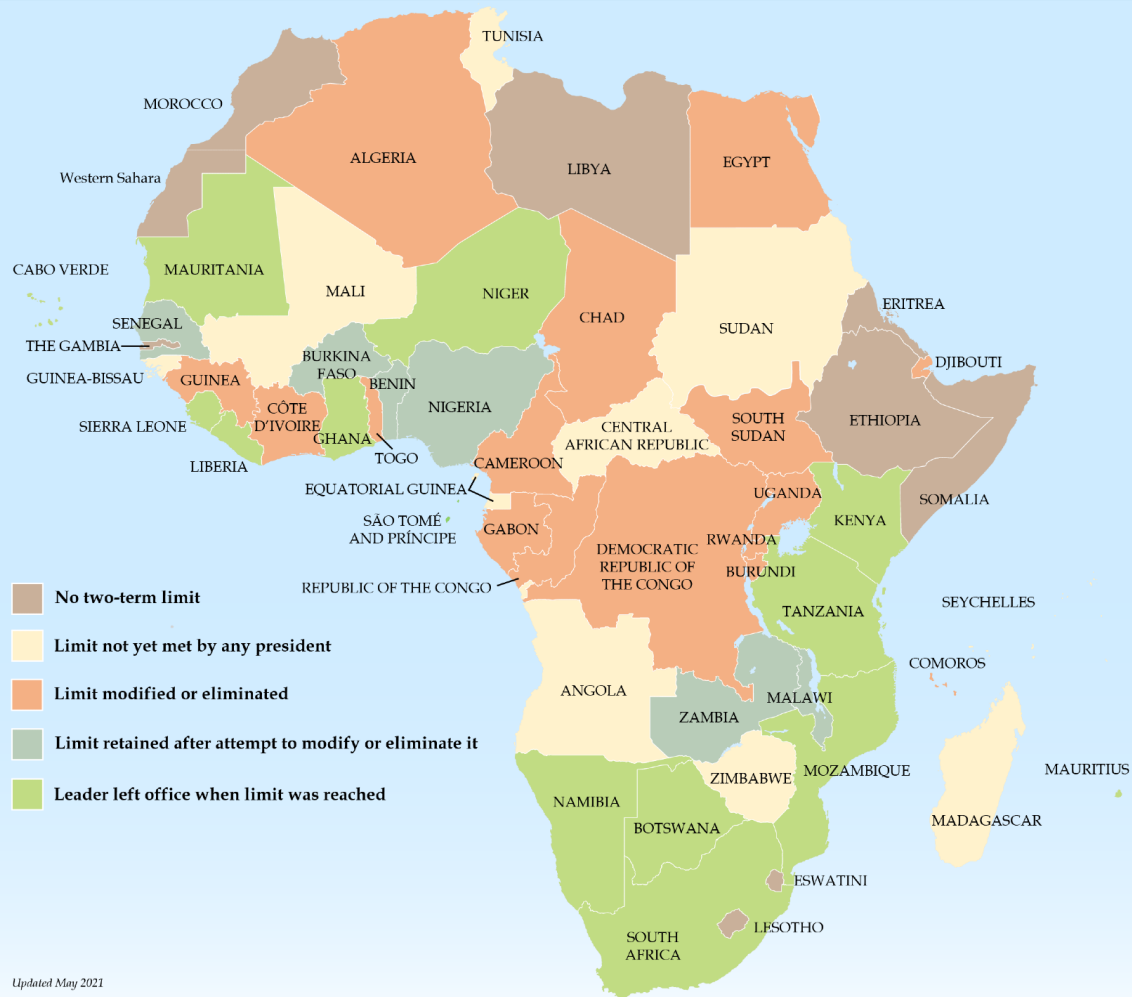 TUNISIA
MOROCCO
ALGERIA
LIBYA
EGYPT
Western Sahara
MAURITANIA
CABO VERDE
MALI
NIGER
CHAD
SUDAN
ERITREA
SENEGAL
THE GAMBIA
GUINEA-BISSAU
GUINEA
BURKINA
FASO
BENIN
NIGERIA
DJIBOUTI
CÔTE
D'IVOIRE
GHANA
SIERRA LEONE
LIBERIA
TOGO
CENTRAL
AFRICAN REPUBLIC
SOUTH
SUDAN
ETHIOPIA
CAMEROON
EQUATORIAL GUINEA
UGANDA
SOMALIA
KENYA
SÃO TOMÉ
AND PRÍNCIPE
GABON
RWANDA
DEMOCRATIC
REPUBLIC OF
THE CONGO
BURUNDI
REPUBLIC OF THE CONGO
TANZANIA
SEYCHELLES
No two-term limit
Limit not yet met by any president
Limit modified or eliminated
Limit retained after attempt to modify or eliminate it
Leader left office when limit was reached
COMOROS
ANGOLA
ZAMBIA
MALAWI
MOZAMBIQUE
MAURITIUS
ZIMBABWE
NAMIBIA
BOTSWANA
MADAGASCAR
ESWATINI
LESOTHO
SOUTH
AFRICA
Updated May 2021